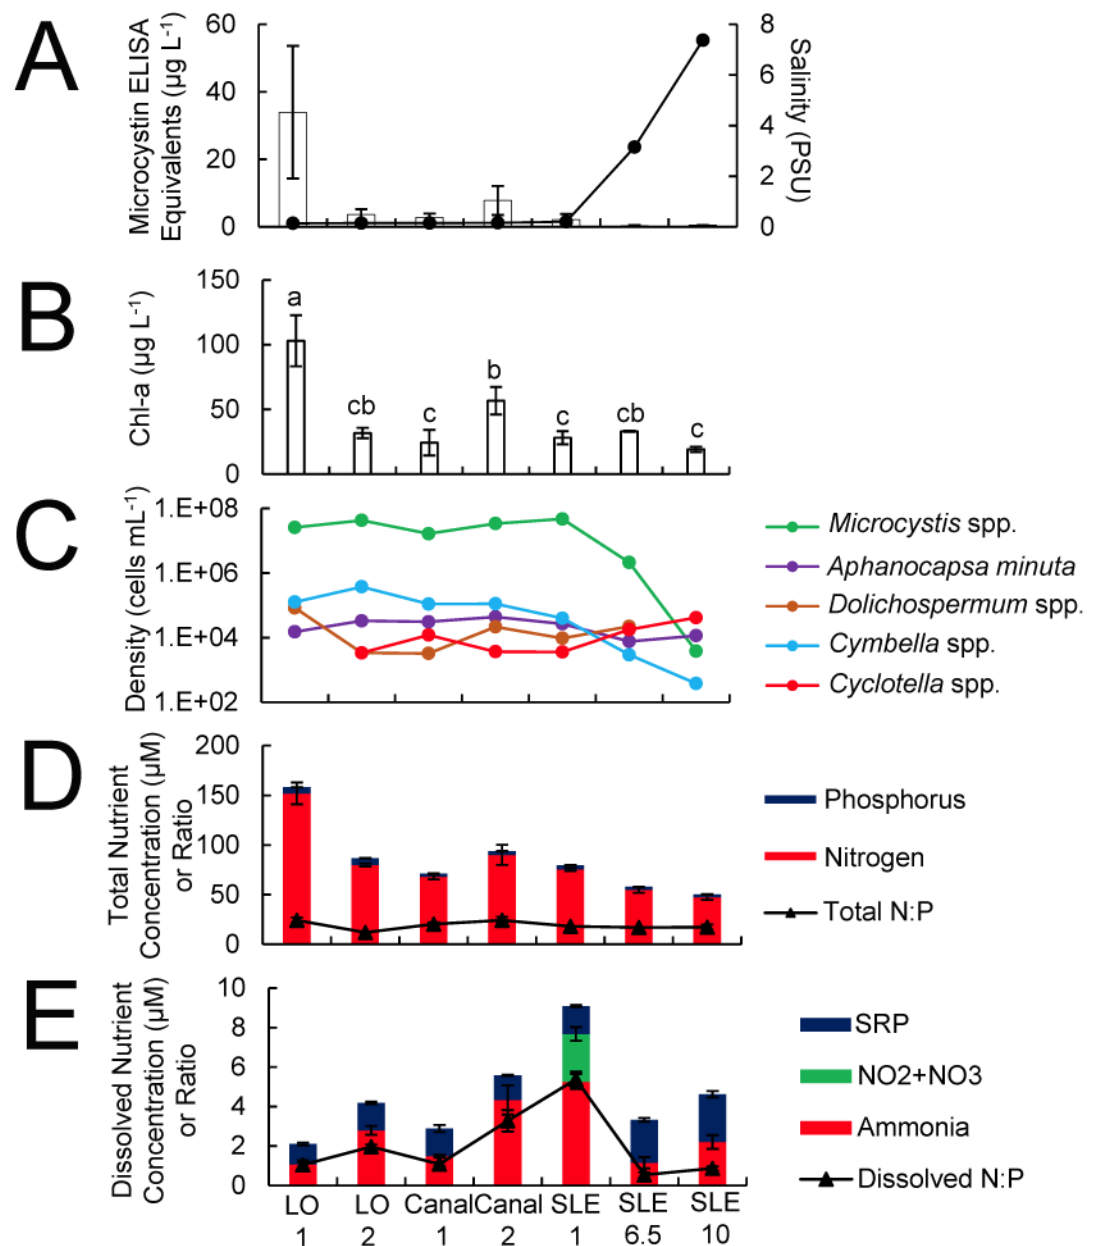 A
Microcystin ELISA
Equivalents (µg L-1)
60
40
20
0
8
6
4
2
0
Salinity (PSU)
B
Chl-a (µg L-1)
150
100
50
0
a
cb
c
b
c
cb
c
C
Density (cells mL-1)
1.E+08
1.E+06
1.E+04
1.E+02
Microcystis spp.
Aphanocapsa minuta
Dolichospermum spp.
Cymbella spp.
Cyclotella spp.
D
Total Nutrient
Concentration (µM)
or Ratio
200
150
100
50
0
Phosphorus
Nitrogen
Total N:P
E
Dissolved Nutrient
Concentration (µM)
or Ratio
10
8
6
4
2
0
SRP
NO2+NO3
Ammonia
Dissolved N:P
LO LO Canal Canal SLE SLE SLE
1 2 1 2 1 6.5 10